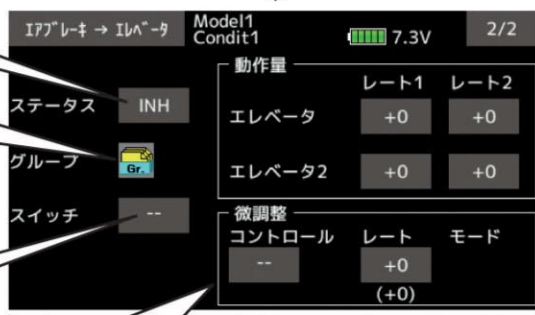 ｴｱﾌﾞﾚｰｷ → ｴﾚﾍﾞｰﾀ
Model1
Condit1
7.3V
2/2
ステータス
INH
グループ
Gr.
スイッチ
--
動作量
レート1 レート2
エレベータ +0 +0
エレベータ2 +0 +0
微調整
コントロール レート モード
-- +0
(+0)